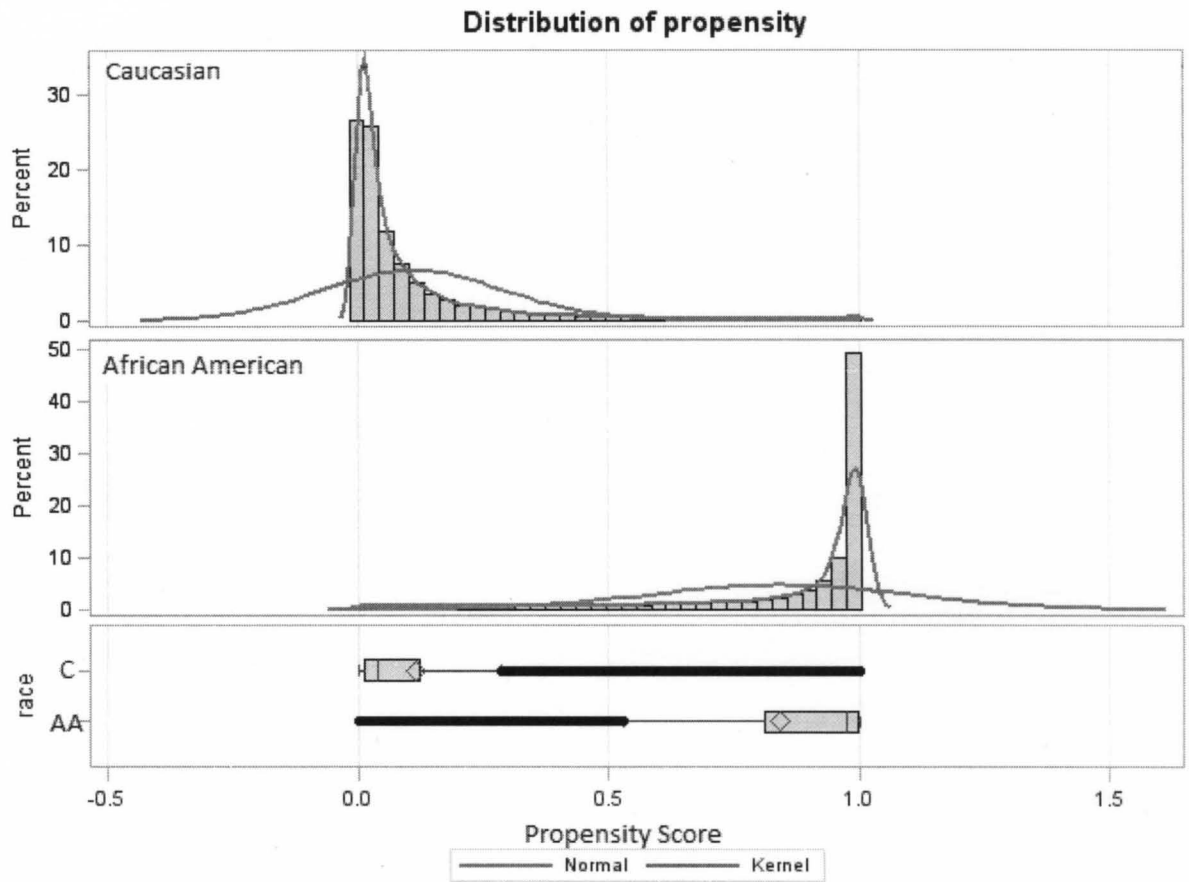 Distribution of propensity
Caucasian
30
20
10
0
Percent
African American
50
40
30
20
10
0
Percent
C
AA
race
-0.5 0.0 0.5 1.0 1.5
Propensity Score
Normal Kernel